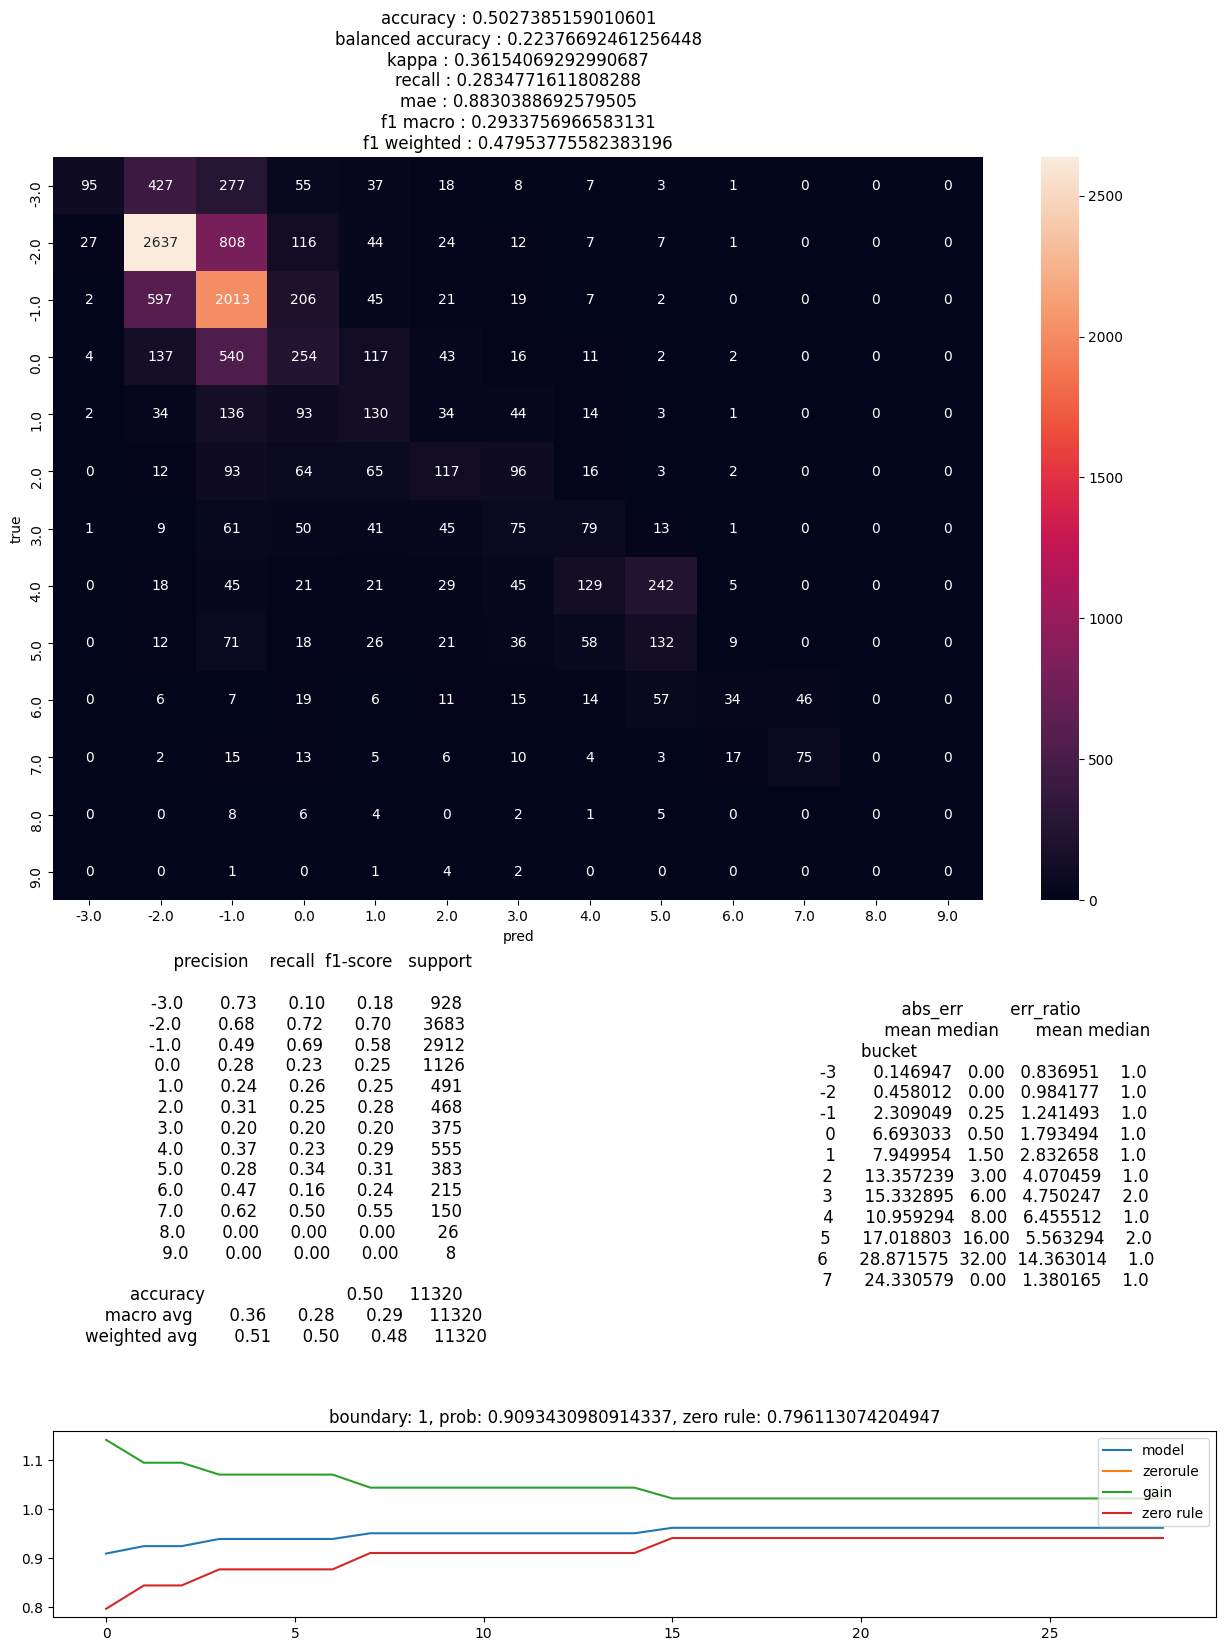 accuracy : 0.5027385159010601
balanced accuracy : 0.22376692461256448
kappa : 0.36154069292990687
recall : 0.2834771611808288
mae : 0.8830388692579505
f1 macro : 0.2933756966583131
f1 weighted : 0.47953775582383196
-3.0 95 427 277 55 37 18 8 7 3 1 0 0 0
-2.0 27 2637 808 116 44 24 12 7 7 1 0 0 0
-1.0 2 597 2013 206 45 21 19 7 2 0 0 0 0
0.0 4 137 540 254 117 43 16 11 2 2 0 0 0
1.0 2 34 136 93 130 34 44 14 3 1 0 0 0
2.0 0 12 93 64 65 117 96 16 3 2 0 0 0
3.0 1 9 61 50 41 45 75 79 13 1 0 0 0
4.0 0 18 45 21 21 29 45 129 242 5 0 0 0
5.0 0 12 71 18 26 21 36 58 132 9 0 0 0
6.0 0 6 7 19 6 11 15 14 57 34 46 0 0
7.0 0 2 15 13 5 6 10 4 3 17 75 0 0
8.0 0 0 8 6 4 0 2 1 5 0 0 0 0
9.0 0 0 1 0 1 4 2 0 0 0 0 0 0
true
-3.0 -2.0 -1.0 0.0 1.0 2.0 3.0 4.0 5.0 6.0 7.0 8.0 9.0
pred
2500
2000
1500
1000
500
0
precision recall f1-score support
-3.0 0.73 0.10 0.18 928
-2.0 0.68 0.72 0.70 3683
-1.0 0.49 0.69 0.58 2912
0.0 0.28 0.23 0.25 1126
1.0 0.24 0.26 0.25 491
2.0 0.31 0.25 0.28 468
3.0 0.20 0.20 0.20 375
4.0 0.37 0.23 0.29 555
5.0 0.28 0.34 0.31 383
6.0 0.47 0.16 0.24 215
7.0 0.62 0.50 0.55 150
8.0 0.00 0.00 0.00 26
9.0 0.00 0.00 0.00 8
accuracy 0.50 11320
macro avg 0.36 0.28 0.29 11320
weighted avg 0.51 0.50 0.48 11320
abs_err err_ratio
mean median mean median
bucket
-3 0.146947 0.00 0.836951 1.0
-2 0.458012 0.00 0.984177 1.0
-1 2.309049 0.25 1.241493 1.0
0 6.693033 0.50 1.793494 1.0
1 7.949954 1.50 2.832658 1.0
2 13.357239 3.00 4.070459 1.0
3 15.332895 6.00 4.750247 2.0
4 10.959294 8.00 6.455512 1.0
5 17.018803 16.00 5.563294 2.0
6 28.871575 32.00 14.363014 1.0
7 24.330579 0.00 1.380165 1.0
boundary: 1, prob: 0.9093430980914337, zero rule: 0.796113074204947
1.1
1.0
0.9
0.8
model
zerorule
gain
zero rule
0 5 10 15 20 25